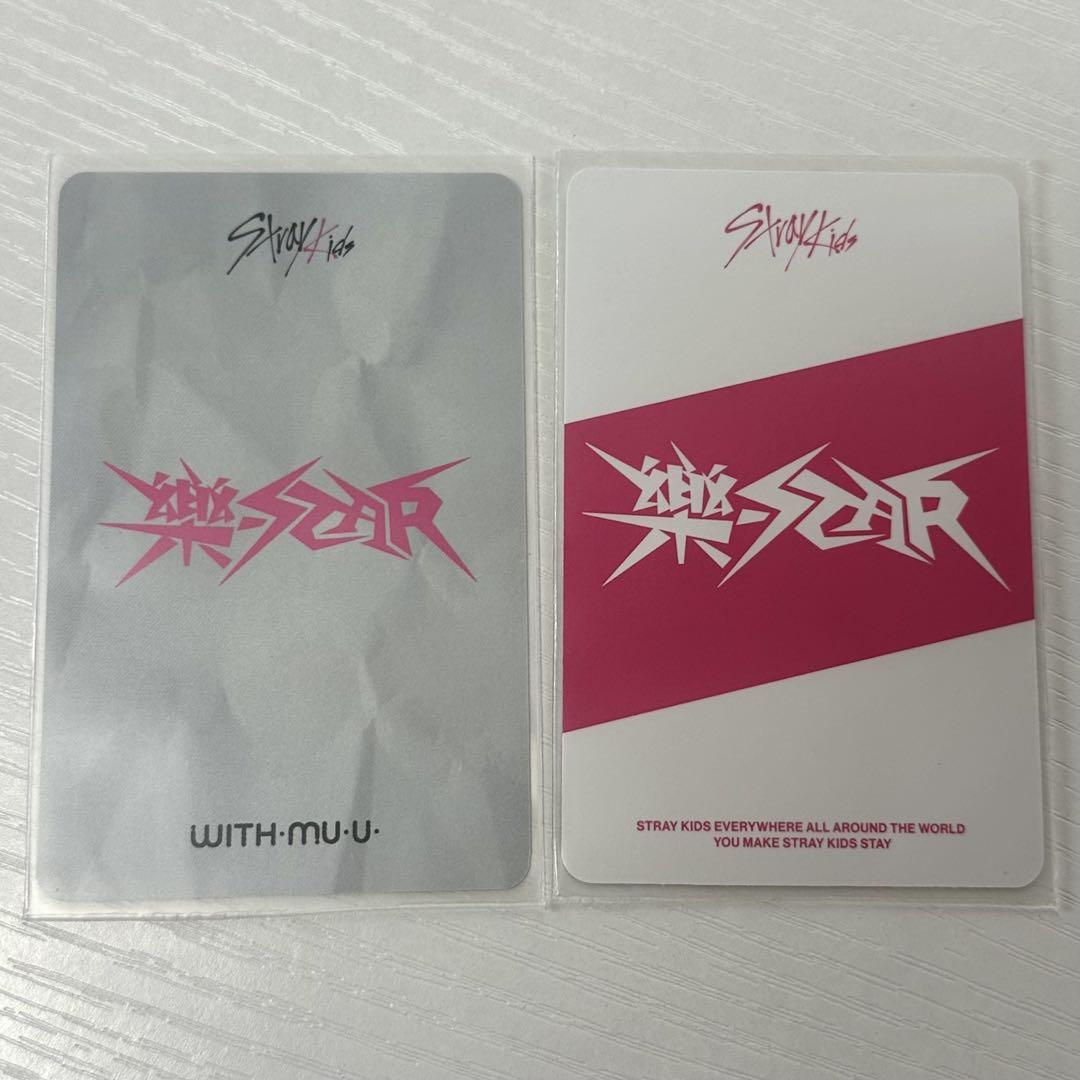 Stray Kids
樂-STAR
WITH·MU·U·
Stray Kids
樂-STAR
STRAY KIDS EVERYWHERE ALL AROUND THE WORLD
YOU MAKE STRAY KIDS STAY